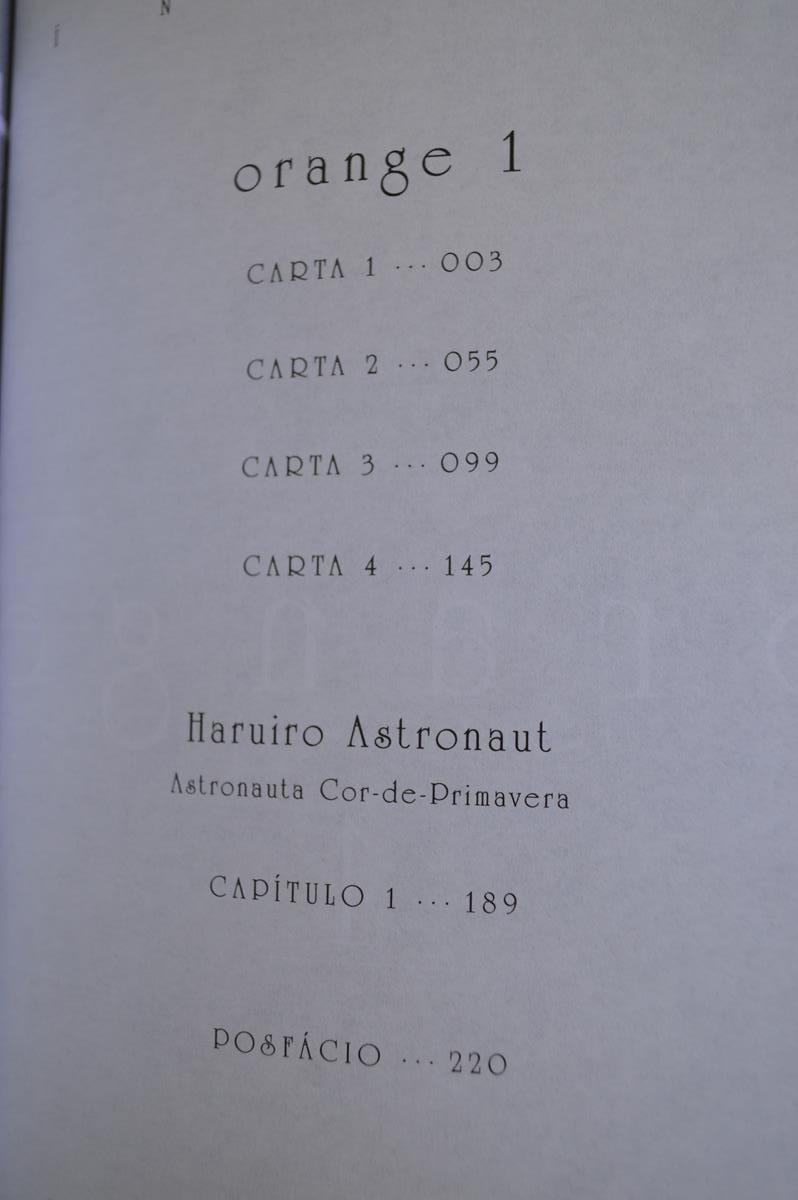 orange 1
CARTA 1 ... 003
CARTA 2 ... 055
CARTA 3 ... 099
CARTA 4 ... 145
Haruiro Astronaut
Astronauta Cor-de-Primavera
CAPÍTULO 1 ... 189
POSFÁCIO ... 220